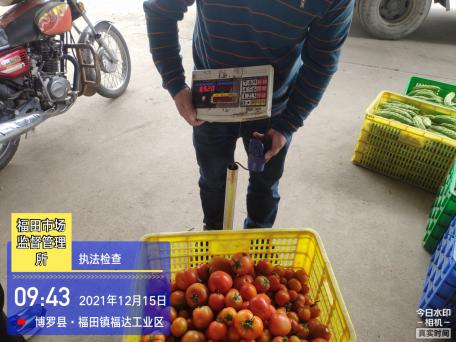 福田市场
监督管理
所
执法检查
09:43
2021年12月15日
博罗县·福田镇福达工业区
今日水印
-相机-
真实时间